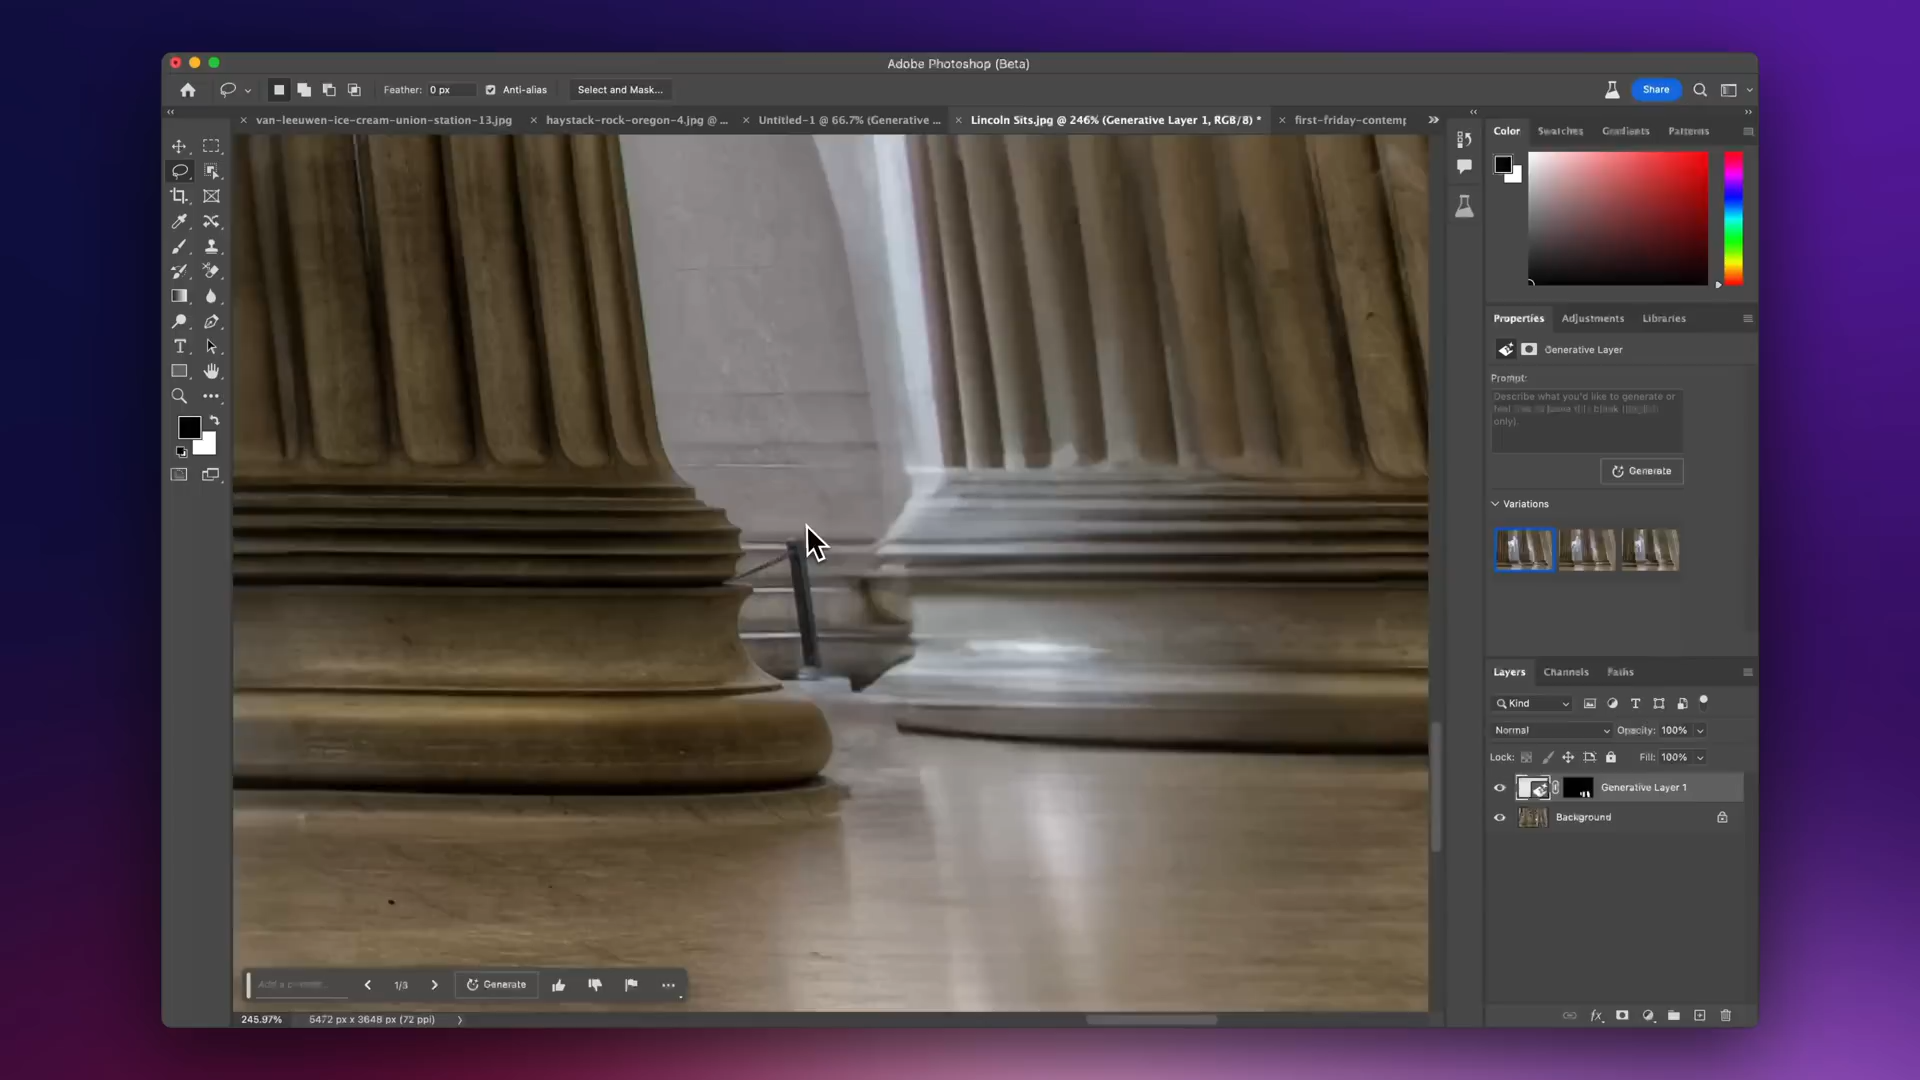 Adobe Photoshop (Beta)
Feather: 0 px Anti-alias Select and Mask... Share
van-leeuwen-ice-cream-union-station-13.jpg haystack-rock-oregon-4.jpg @ ... Untitled-1 @ 66.7% (Generative ... Lincoln Sits.jpg @ 246% (Generative Layer 1, RGB/8) * first-friday-contemp
Color Swatches Gradients Patterns
Properties Adjustments Libraries
Generative Layer
Prompt:
Describe what you'd like to generate or
blank
only).
Generate
Variations
Layers Channels Paths
Kind
Normal Opacity: 100%
Lock: Fill: 100%
Generative Layer 1
Background
1/3 Generate
245.97% 5472 px x 3648 px (72 ppi)